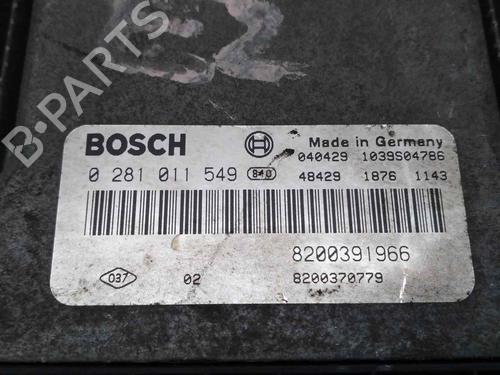 B-PARTS
BOSCH
Made in Germany
040429 1039S04786
0 281 011 549
48429 1876 1143
8200391966
037 02 8200370779